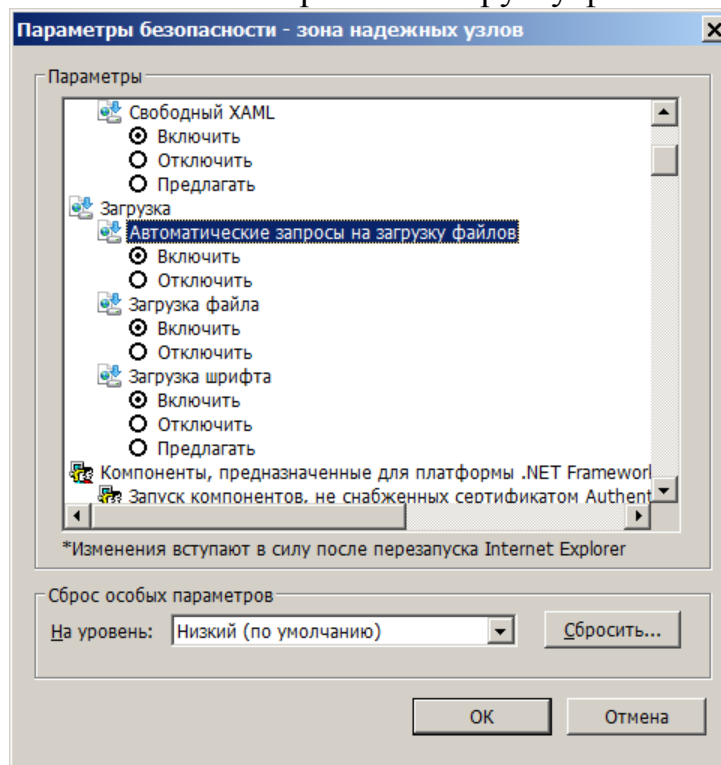 Параметры безопасности - зона надежных узлов
Параметры
Свободный XAML
Включить
Отключить
Предлагать
Загрузка
Автоматические запросы на загрузку файлов
Включить
Отключить
Загрузка файла
Включить
Отключить
Загрузка шрифта
Включить
Отключить
Предлагать
Компоненты, предназначенные для платформы .NET Framework
Запуск компонентов, не снабженных сертификатом Authent
*Изменения вступают в силу после перезапуска Internet Explorer
Сброс особых параметров
На уровень: Низкий (по умолчанию) Сбросить...
ОК Отмена